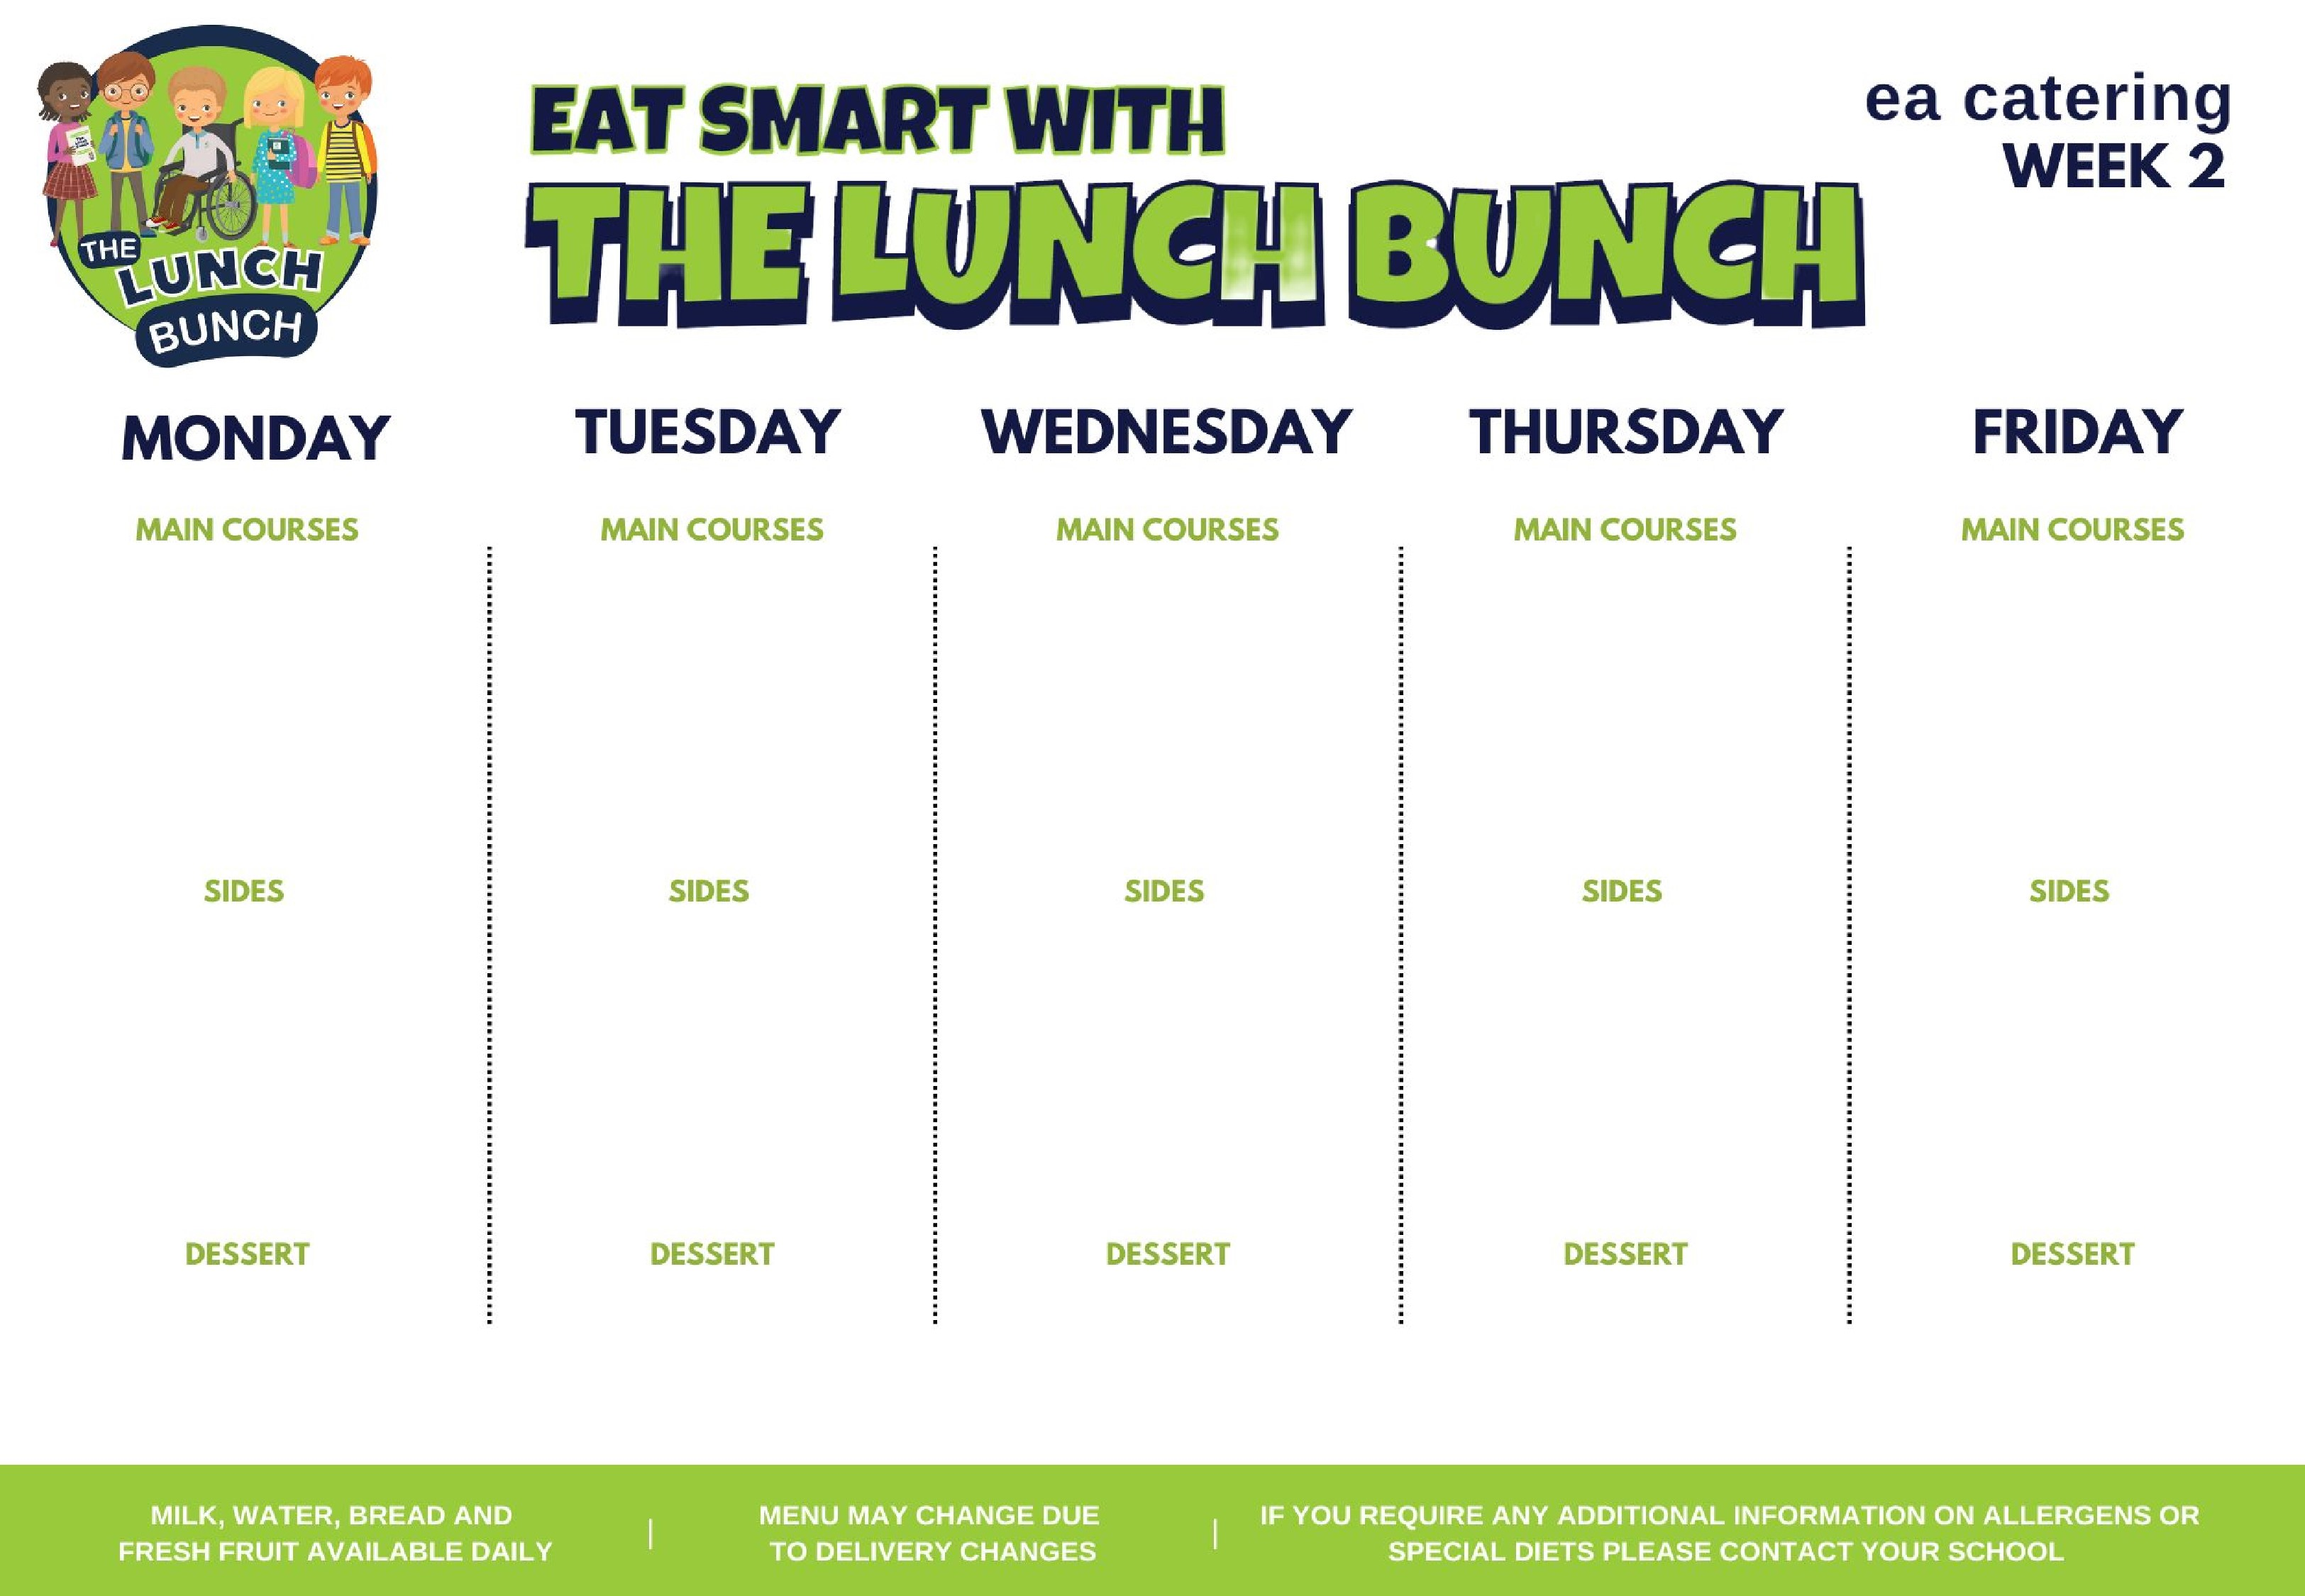 THE
LUNCH
BUNCH
EAT SMART WITH
THE LUNCH BUNCH
ea catering
WEEK 2
MONDAY
MAIN COURSES
SIDES
DESSERT
TUESDAY
MAIN COURSES
SIDES
DESSERT
WEDNESDAY
MAIN COURSES
SIDES
DESSERT
THURSDAY
MAIN COURSES
SIDES
DESSERT
FRIDAY
MAIN COURSES
SIDES
DESSERT
MILK, WATER, BREAD AND
FRESH FRUIT AVAILABLE DAILY
MENU MAY CHANGE DUE
TO DELIVERY CHANGES
IF YOU REQUIRE ANY ADDITIONAL INFORMATION ON ALLERGENS OR
SPECIAL DIETS PLEASE CONTACT YOUR SCHOOL